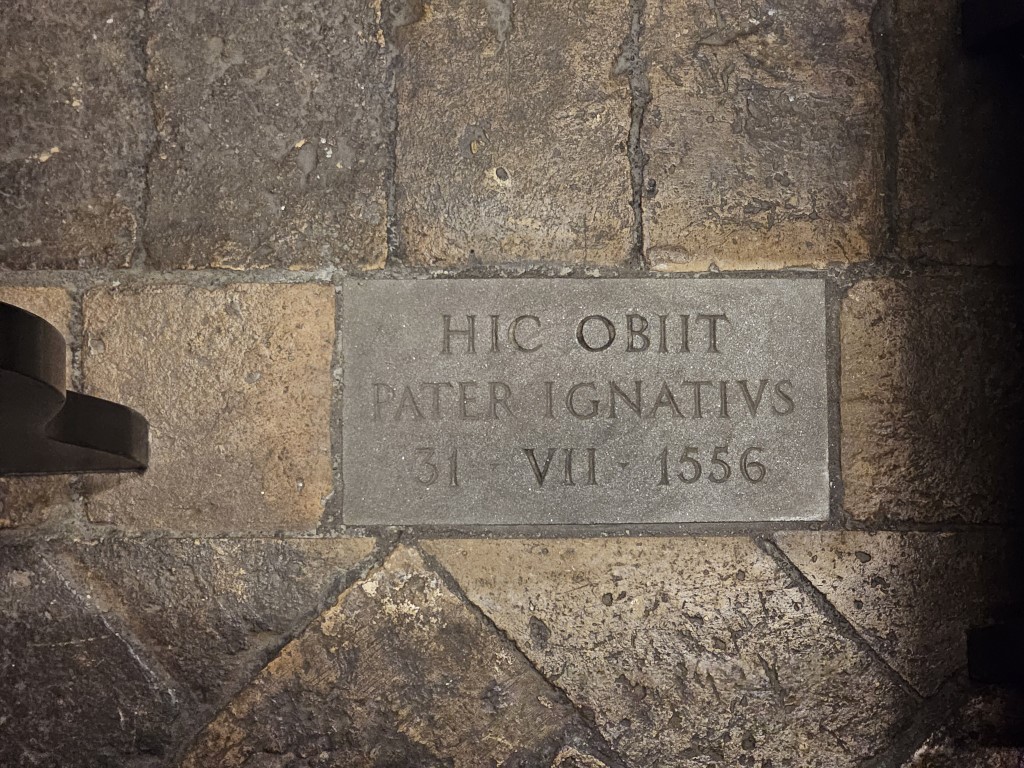 HIC OBIIT
PATER IGNATIVS
31 · VII · 1556